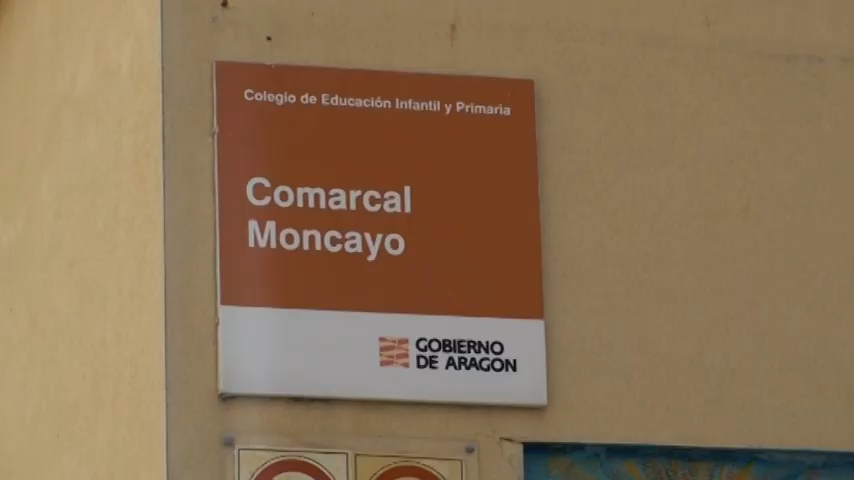 Colegio de Educación Infantil y Primaria
Comarcal
Moncayo
GOBIERNO
DE ARAGON